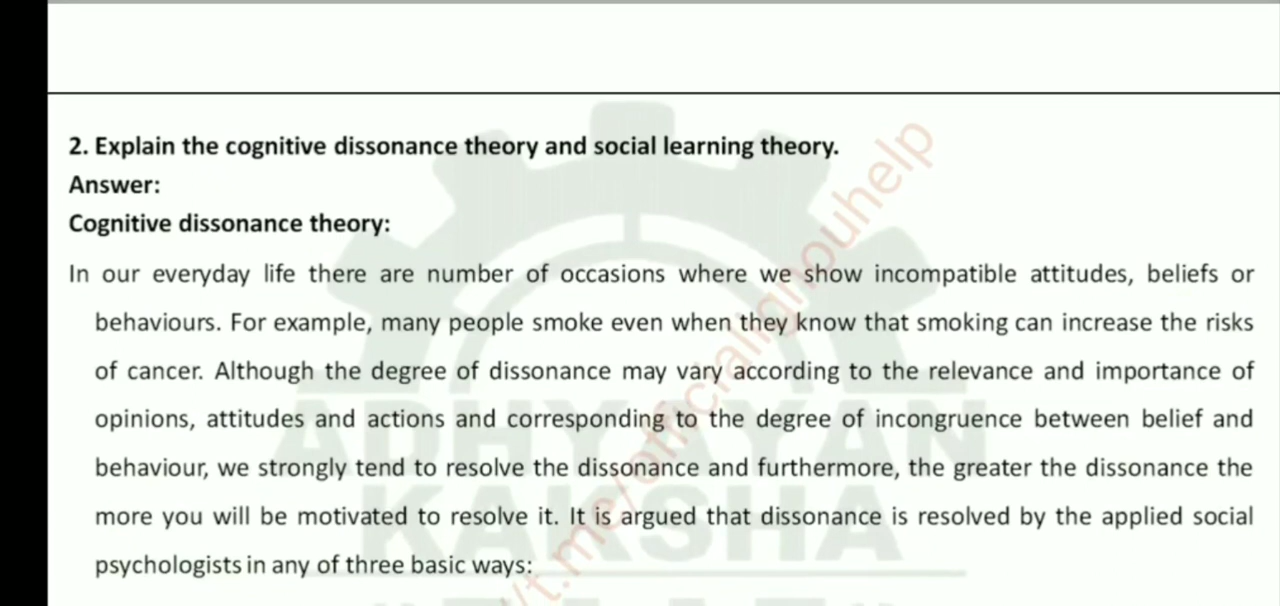 2. Explain the cognitive dissonance theory and social learning theory.
Answer:
Cognitive dissonance theory:
In our everyday life there are number of occasions where we show incompatible attitudes, beliefs or
behaviours. For example, many people smoke even when they know that smoking can increase the risks
of cancer. Although the degree of dissonance may vary according to the relevance and importance of
opinions, attitudes and actions and corresponding to the degree of incongruence between belief and
behaviour, we strongly tend to resolve the dissonance and furthermore, the greater the dissonance the
more you will be motivated to resolve it. It is argued that dissonance is resolved by the applied social
psychologists in any of three basic ways:
ADHYAYAN
KAKSHA
/t.me/officialignouhelp